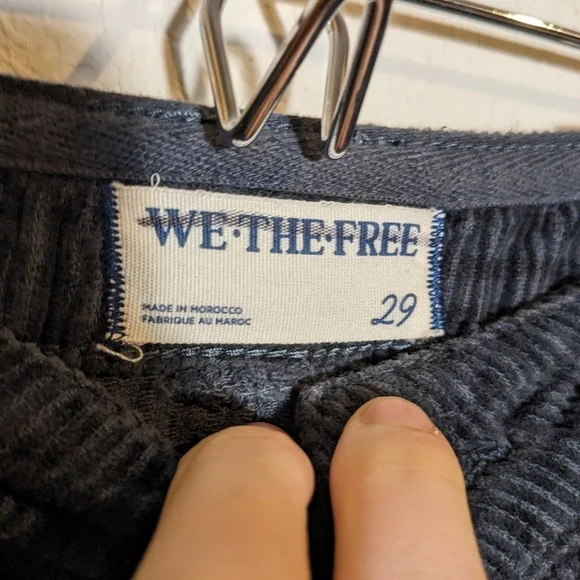 WE·THE·FREE
MADE IN MOROCCO
FABRIQUE AU MAROC
29